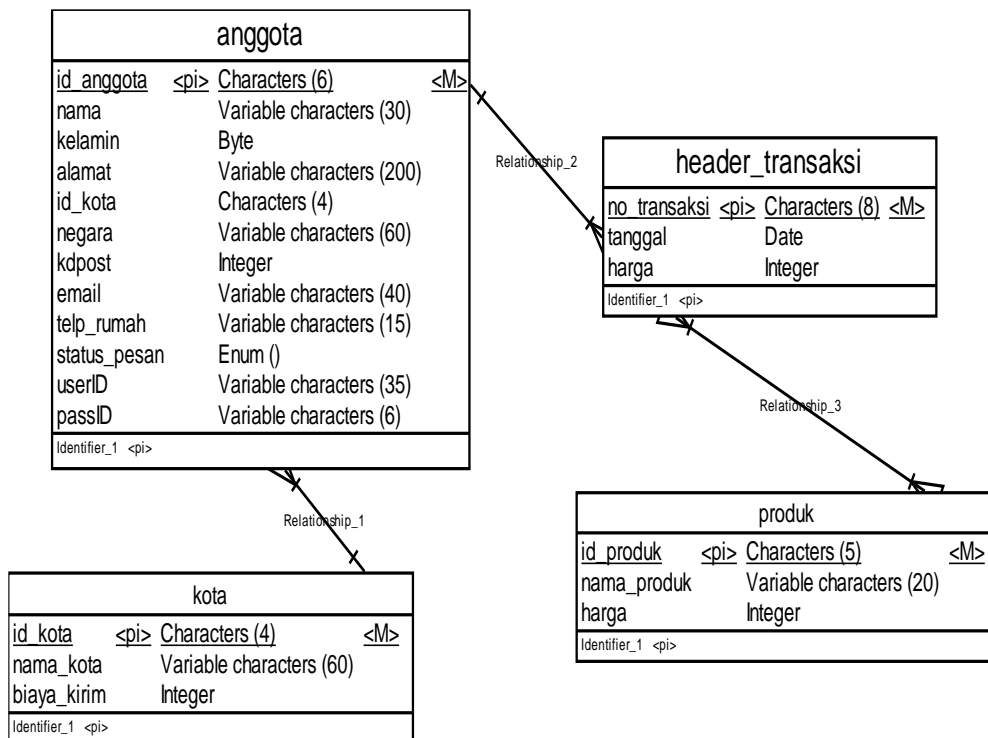 anggota
id_anggota <pi> Characters (6) <M>
nama Variable characters (30)
kelamin Byte
alamat Variable characters (200)
id_kota Characters (4)
negara Variable characters (60)
kdpost Integer
email Variable characters (40)
telp_rumah Variable characters (15)
status_pesan Enum ()
userID Variable characters (35)
passID Variable characters (6)
Identifier_1 <pi>
Relationship_2
header_transaksi
no_transaksi <pi> Characters (8) <M>
tanggal Date
harga Integer
Identifier_1 <pi>
Relationship_3
Relationship_1
kota
id_kota <pi> Characters (4) <M>
nama_kota Variable characters (60)
biaya_kirim Integer
Identifier_1 <pi>
produk
id_produk <pi> Characters (5) <M>
nama_produk Variable characters (20)
harga Integer
Identifier_1 <pi>